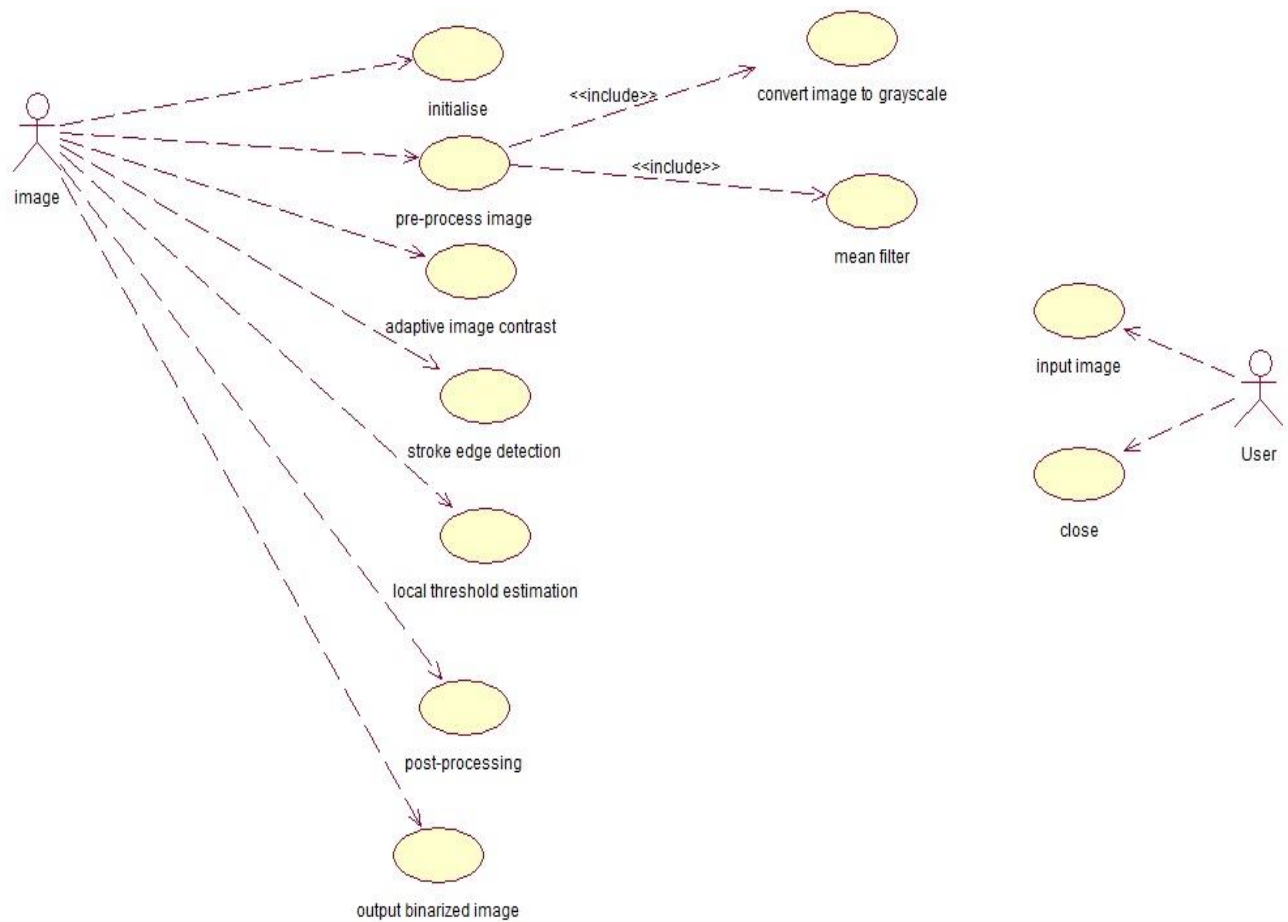 initialise
<<include>>
convert image to grayscale
image
<<include>>
pre-process image
mean filter
adaptive image contrast
input image
stroke edge detection
User
close
local threshold estimation
post-processing
output binarized image